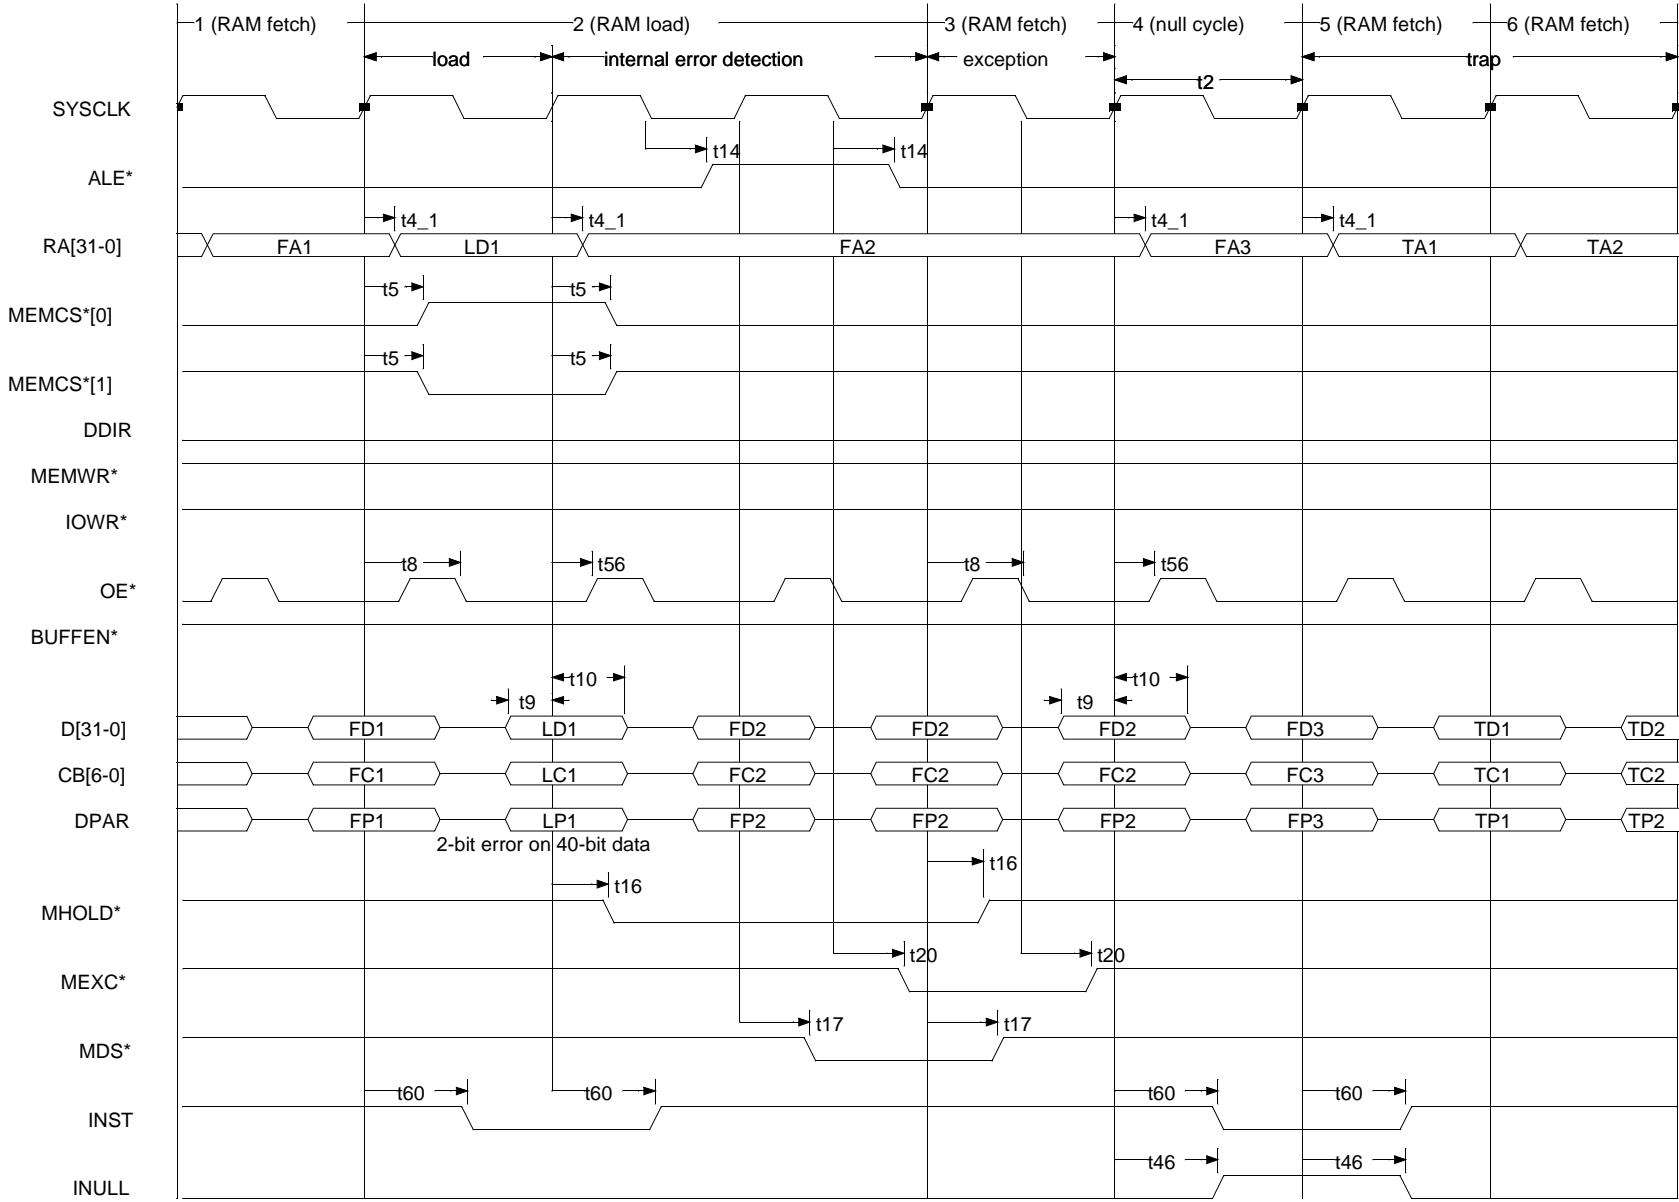 1 (RAM fetch) 2 (RAM load) 3 (RAM fetch) 4 (null cycle) 5 (RAM fetch) 6 (RAM fetch)
load internal error detection exception trap
t2
SYSCLK
t14 t14
ALE*
t4_1 t4_1 t4_1 t4_1
RA[31-0] FA1 LD1 FA2 FA3 TA1 TA2
t5 t5
MEMCS*[0]
t5 t5
MEMCS*[1]
DDIR
MEMWR*
IOWR*
t8 t56 t8 t56
OE*
BUFFEN*
t10 t10
t9 t9
D[31-0] FD1 LD1 FD2 FD2 FD2 FD3 TD1 TD2
CB[6-0] FC1 LC1 FC2 FC2 FC2 FC3 TC1 TC2
DPAR FP1 LP1 FP2 FP2 FP2 FP3 TP1 TP2
2-bit error on 40-bit data
t16
t16
MHOLD*
t20 t20
MEXC*
t17 t17
MDS*
t60 t60 t60 t60
INST
t46 t46
INULL